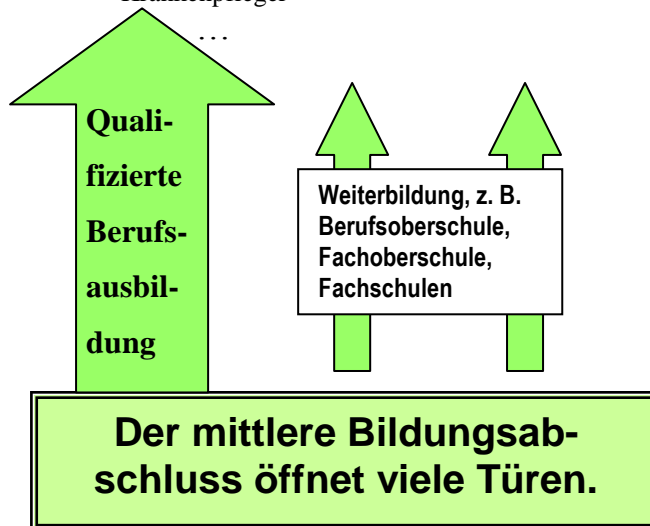 …
Quali-
fizierte
Berufs-
ausbil-
dung
Weiterbildung, z. B.
Berufsoberschule,
Fachoberschule,
Fachschulen
Der mittlere Bildungsab-
schluss öffnet viele Türen.